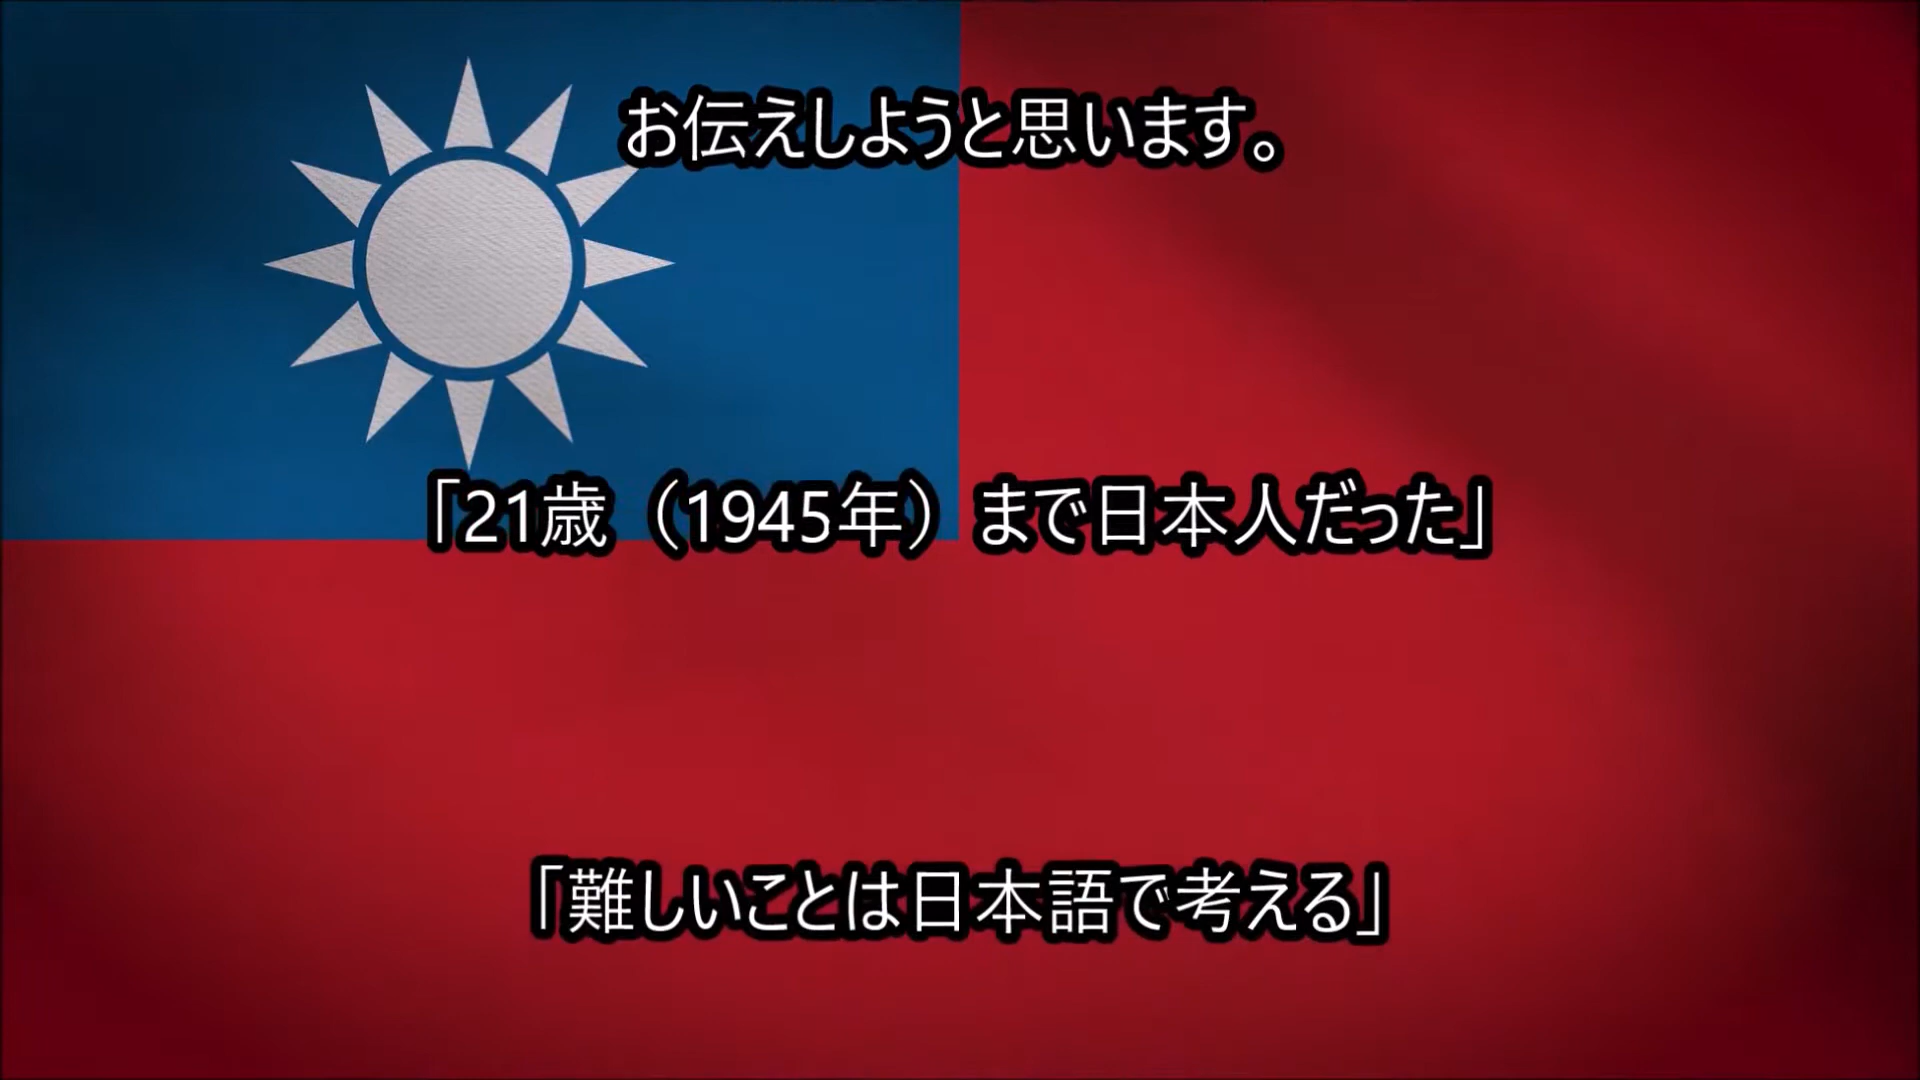 お伝えしようと思います。
「21歳（1945年）まで日本人だった」
「難しいことは日本語で考える」